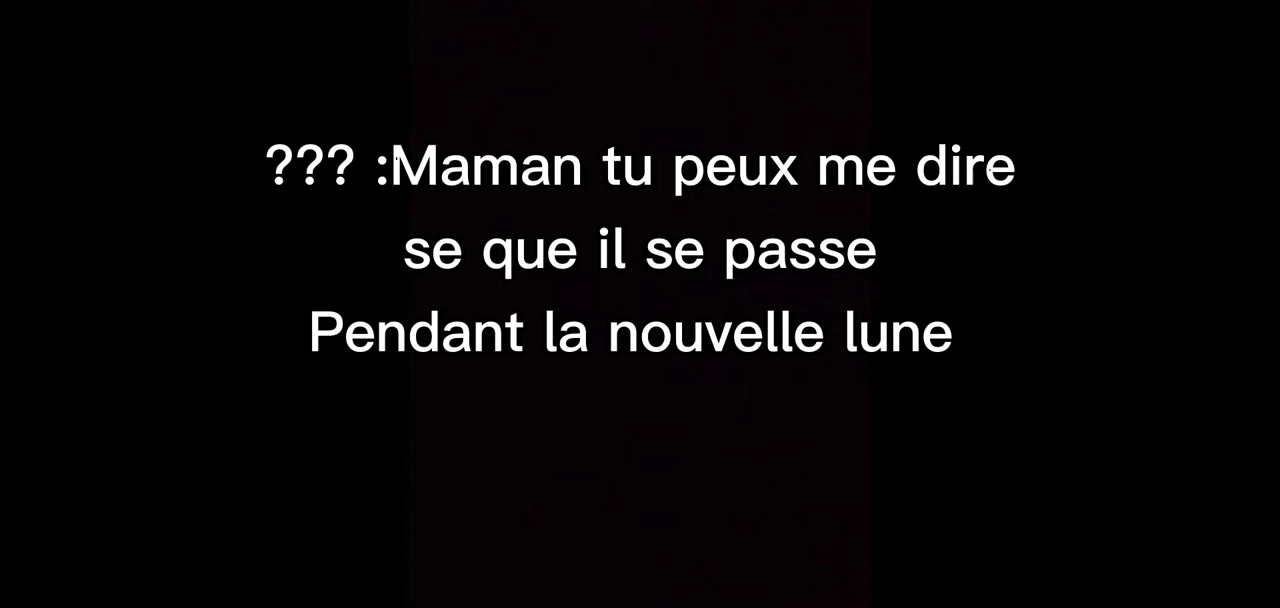 ??? :Maman tu peux me dire
se que il se passe
Pendant la nouvelle lune